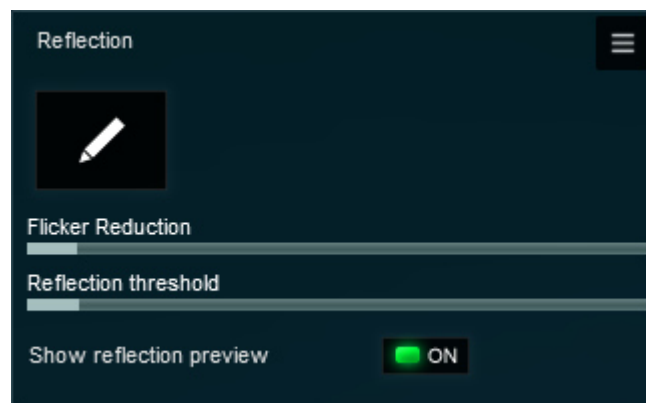 Reflection
Flicker Reduction
Reflection threshold
Show reflection preview ON